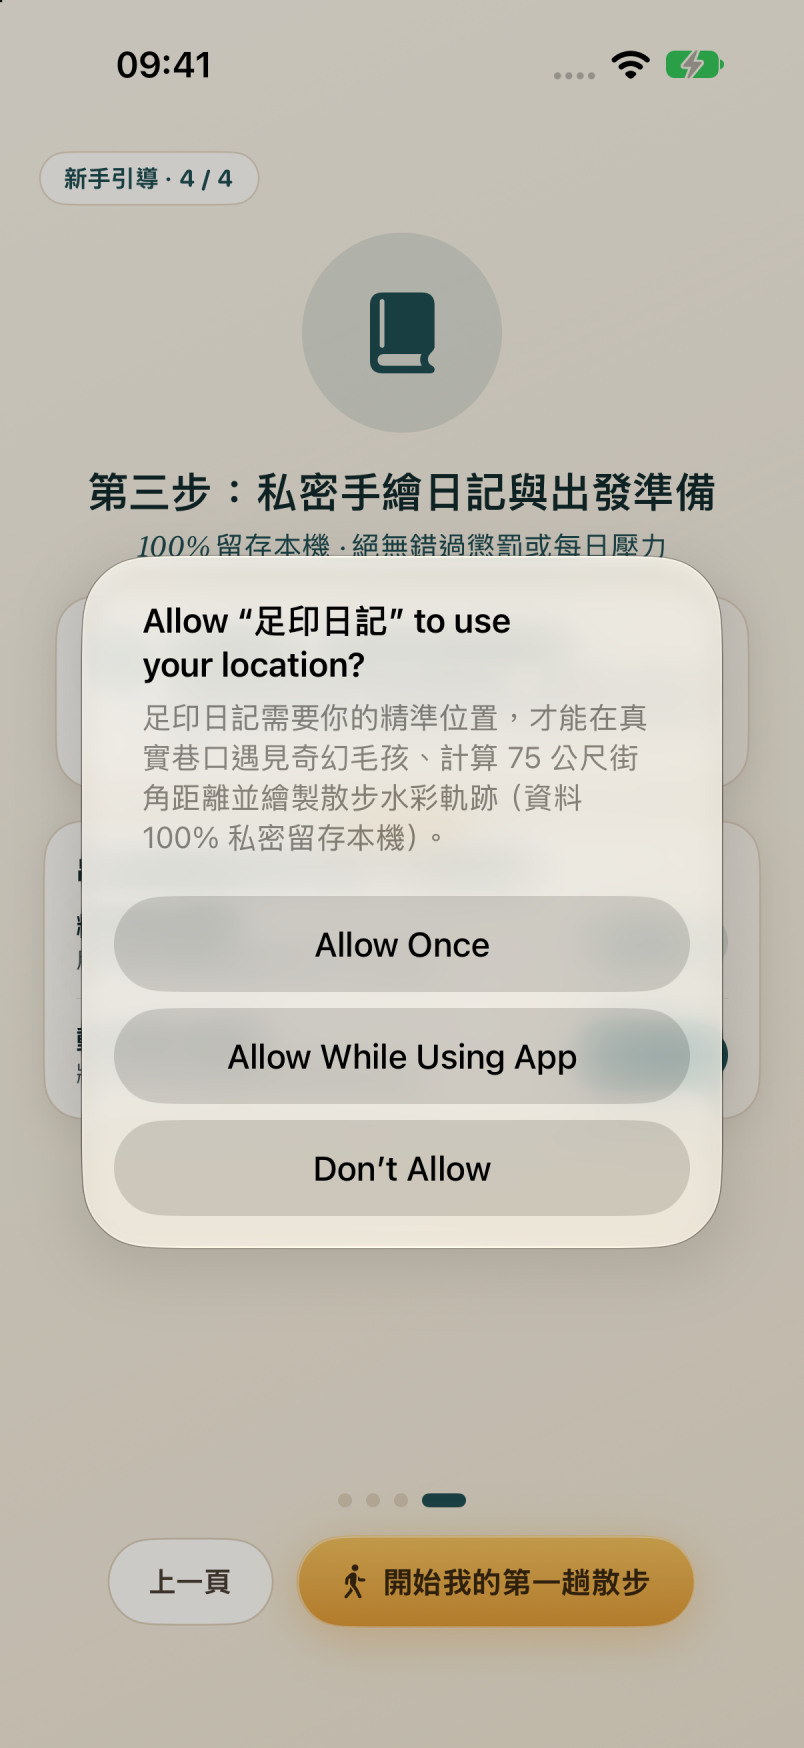 09:41
新手引導 · 4 / 4
第三步：私密手繪日記與出發準備
100% 留存本機 · 絕無錯過懲罰或每日壓力
Allow “足印日記” to use
your location?
足印日記需要你的精準位置，才能在真
實巷口遇見奇幻毛孩、計算 75 公尺街
角距離並繪製散步水彩軌跡（資料
100% 私密留存本機）。
Allow Once
Allow While Using App
Don’t Allow
上一頁
開始我的第一趟散步